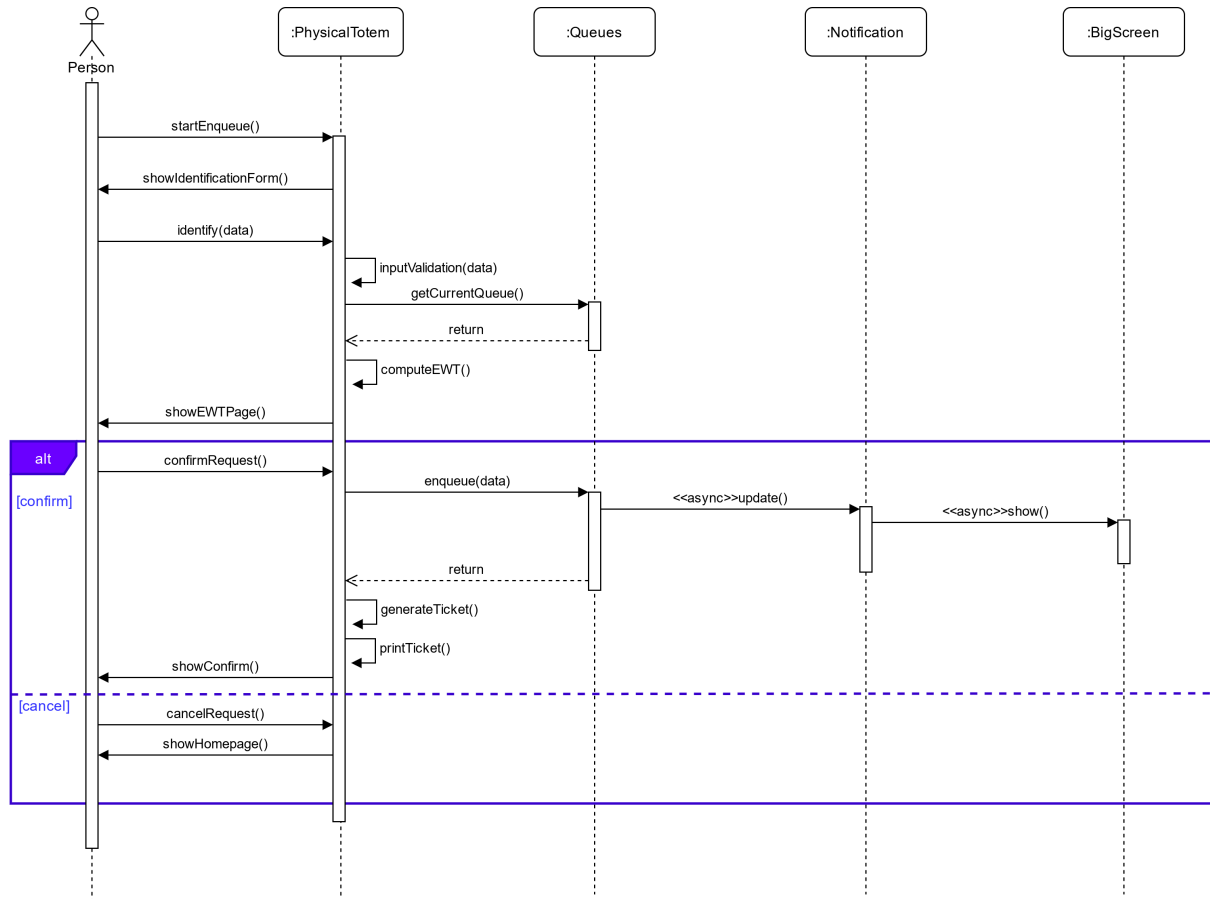 Person
:PhysicalTotem
:Queues
:Notification
:BigScreen
startEnqueue()
showIdentificationForm()
identify(data)
inputValidation(data)
getCurrentQueue()
return
computeEWT()
showEWTPage()
alt
confirmRequest()
[confirm]
enqueue(data)
<<async>>update()
<<async>>show()
return
generateTicket()
printTicket()
showConfirm()
[cancel]
cancelRequest()
showHomepage()